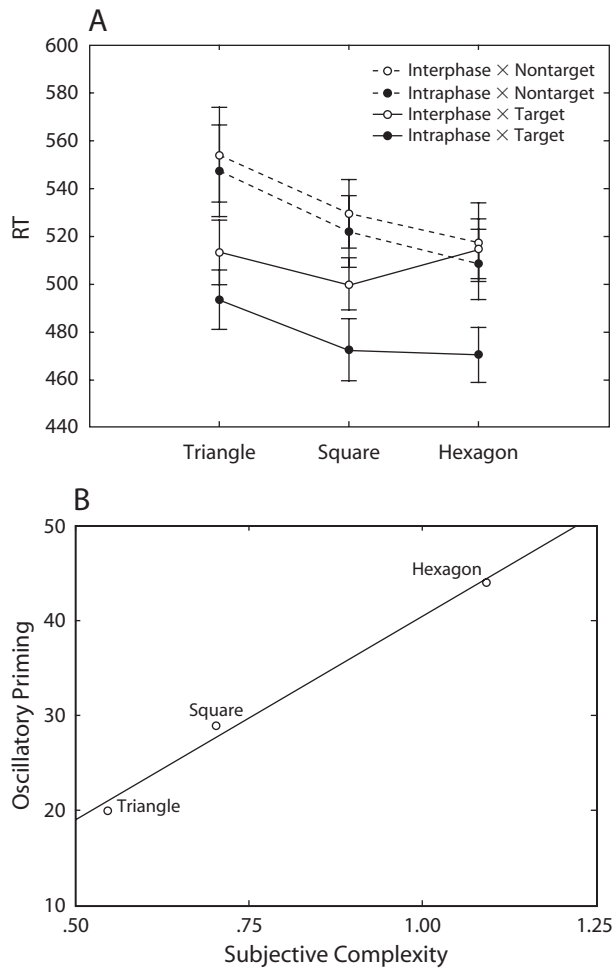 A
600
580
560
540
520
500
480
460
440
RT
Interphase × Nontarget
Intraphase × Nontarget
Interphase × Target
Intraphase × Target
Triangle Square Hexagon
B
50
40
30
20
10
Oscillatory Priming
Hexagon
Square
Triangle
.50 .75 1.00 1.25
Subjective Complexity